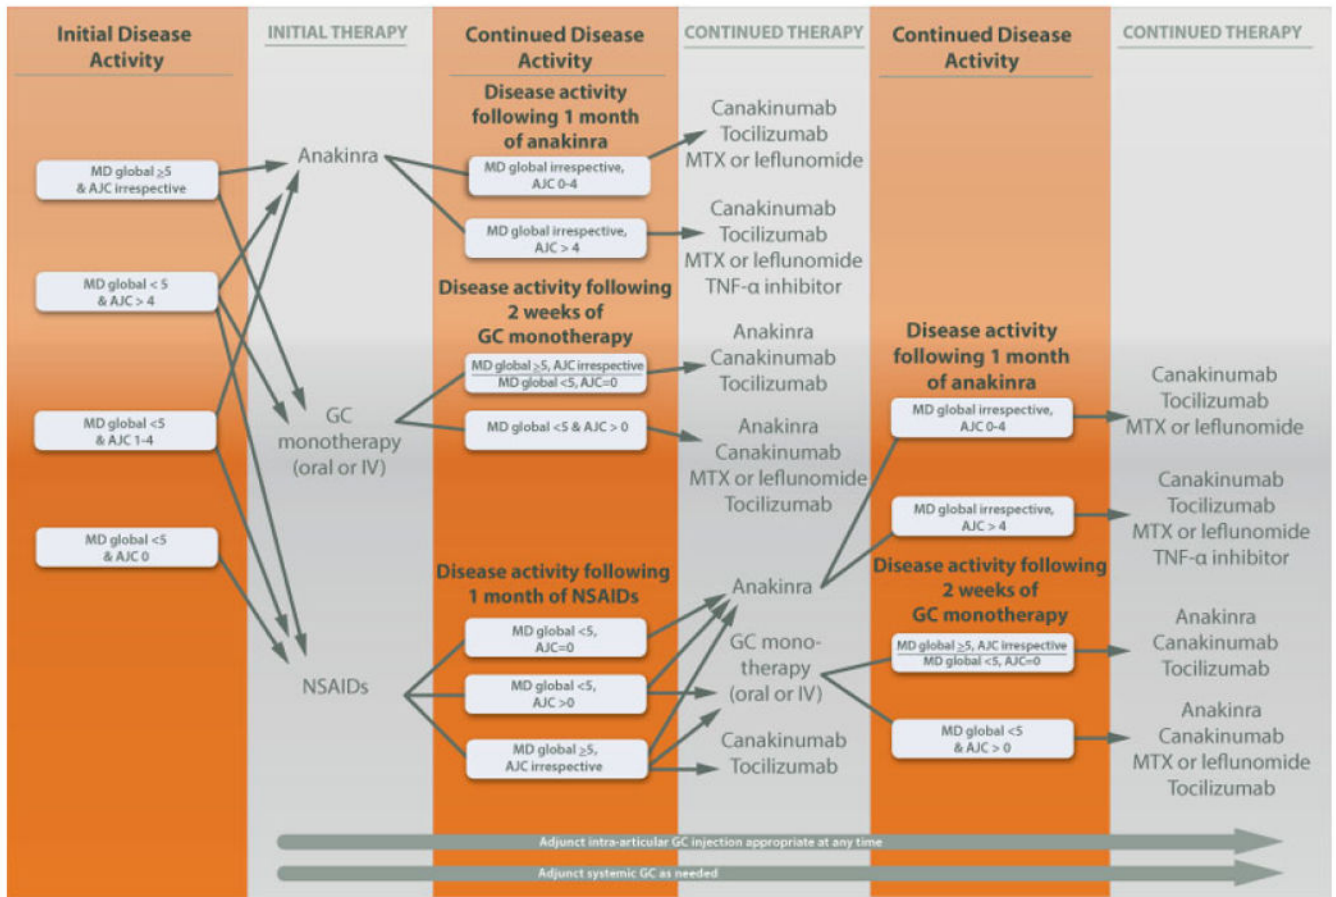 Initial Disease
Activity
MD global ≥5
& AJC irrespective
MD global < 5
& AJC > 4
MD global <5
& AJC 1-4
MD global <5
& AJC 0
INITIAL THERAPY
Anakinra
GC
monotherapy
(oral or IV)
NSAIDs
Continued Disease
Activity
Disease activity
following 1 month
of anakinra
MD global irrespective,
AJC 0-4
MD global irrespective,
AJC > 4
Disease activity following
2 weeks of
GC monotherapy
MD global ≥5, AJC irrespective
MD global <5, AJC=0
MD global <5 & AJC > 0
Disease activity following
1 month of NSAIDs
MD global <5,
AJC=0
MD global <5,
AJC >0
MD global ≥5,
AJC irrespective
CONTINUED THERAPY
Canakinumab
Tocilizumab
MTX or leflunomide
Canakinumab
Tocilizumab
MTX or leflunomide
TNF-α inhibitor
Anakinra
Canakinumab
Tocilizumab
Anakinra
Canakinumab
MTX or leflunomide
Tocilizumab
Anakinra
GC mono-
therapy
(oral or IV)
Canakinumab
Tocilizumab
Continued Disease
Activity
Disease activity
following 1 month
of anakinra
MD global irrespective,
AJC 0-4
MD global irrespective,
AJC > 4
Disease activity following
2 weeks of
GC monotherapy
MD global ≥5, AJC irrespective
MD global <5, AJC=0
MD global <5
& AJC > 0
CONTINUED THERAPY
Canakinumab
Tocilizumab
MTX or leflunomide
Canakinumab
Tocilizumab
MTX or leflunomide
TNF-α inhibitor
Anakinra
Canakinumab
Tocilizumab
Anakinra
Canakinumab
MTX or leflunomide
Tocilizumab
Adjunct intra-articular GC injection appropriate at any time
Adjunct systemic GC as needed